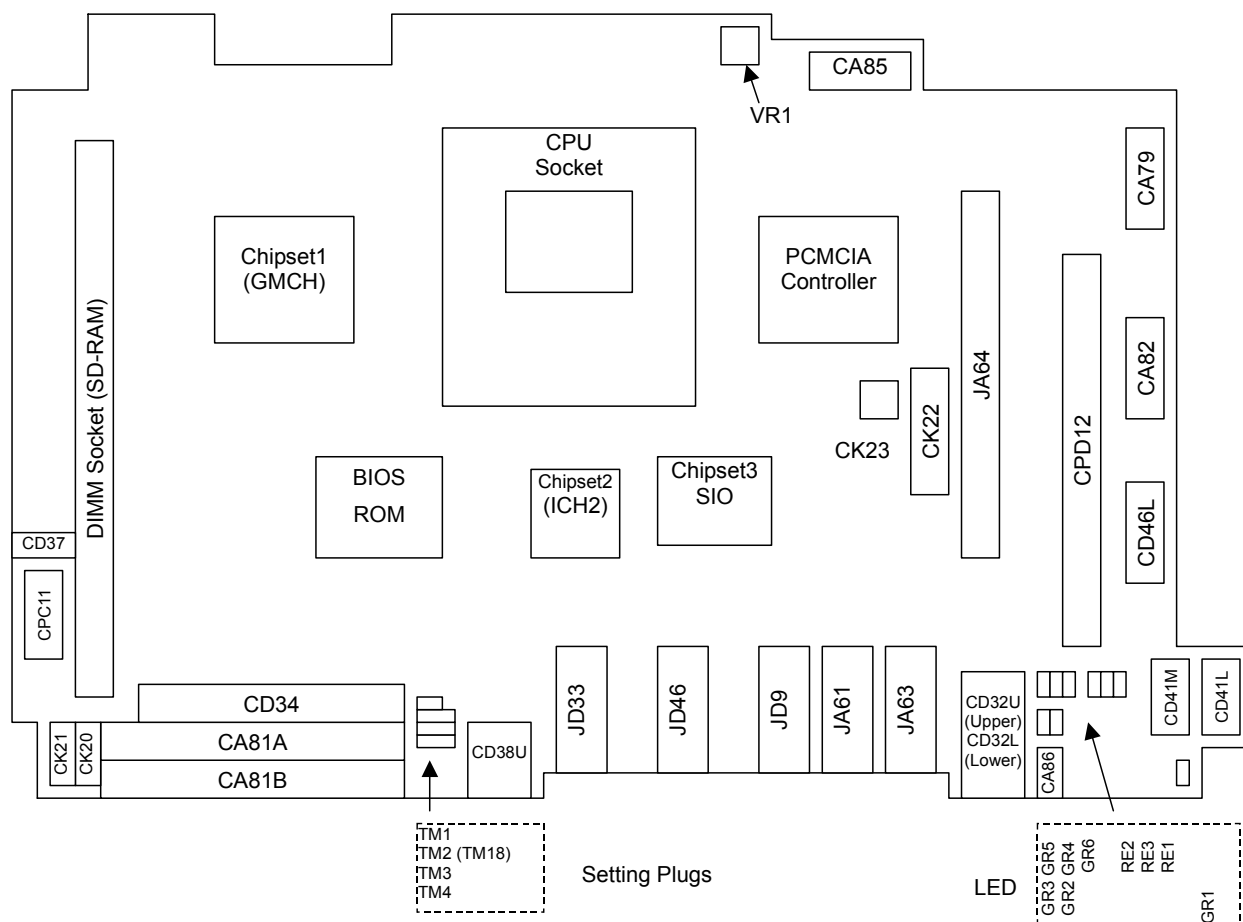 CA85
VR1
CPU
Socket
CA79
Chipset1
(GMCH)
PCMCIA
Controller
JA64
CPD12
CA82
DIMM Socket (SD-RAM)
CK23
CK22
BIOS
ROM
Chipset2
(ICH2)
Chipset3
SIO
CD46L
CD37
CPC11
CD34
CA81A
CA81B
CK21
CK20
CD38U
JD33
JD46
JD9
JA61
JA63
CD32U
(Upper)
CD32L
(Lower)
CA86
CD41M
CD41L
TM1
TM2 (TM18)
TM3
TM4
Setting Plugs
LED
GR3 GR5
GR2 GR4
GR6
RE2
RE3
RE1
GR1